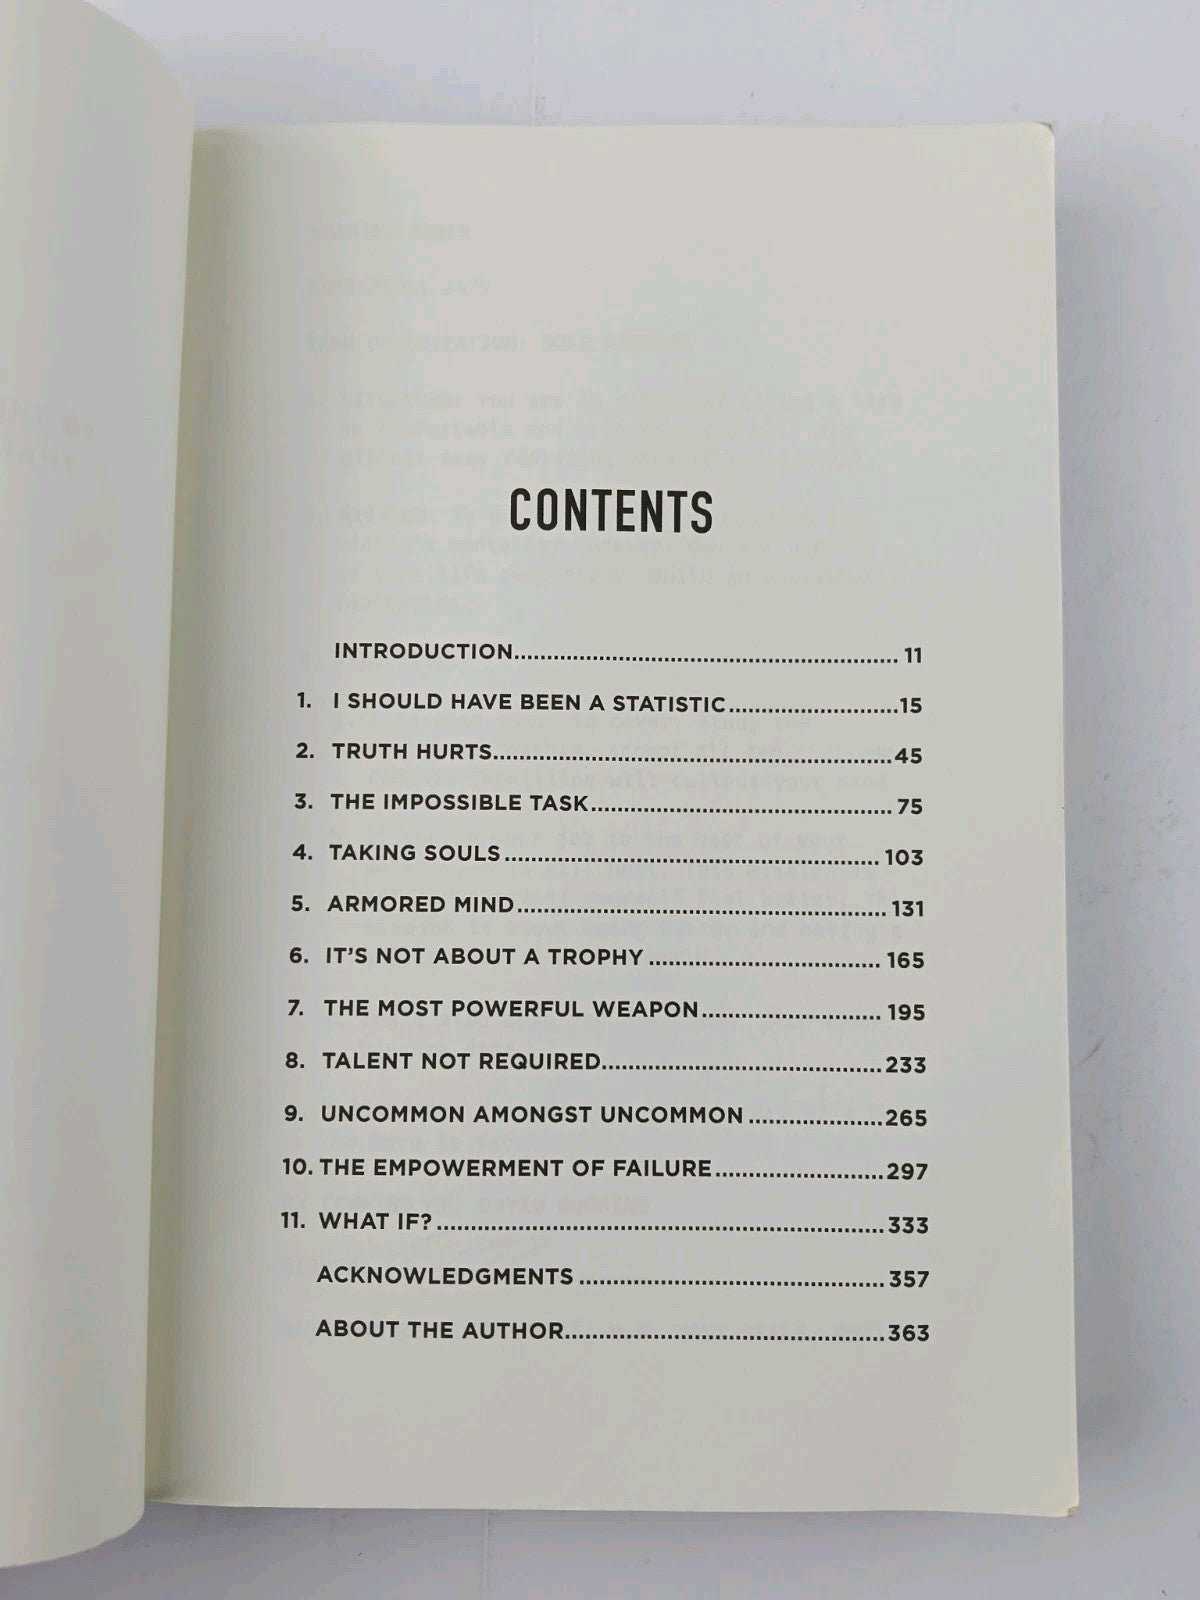 CONTENTS
INTRODUCTION.......................................................... 11
1. I SHOULD HAVE BEEN A STATISTIC..........................15
2. TRUTH HURTS.............................................................45
3. THE IMPOSSIBLE TASK..............................................75
4. TAKING SOULS......................................................... 103
5. ARMORED MIND........................................................131
6. IT'S NOT ABOUT A TROPHY................................... 165
7. THE MOST POWERFUL WEAPON........................... 195
8. TALENT NOT REQUIRED..........................................233
9. UNCOMMON AMONGST UNCOMMON....................265
10. THE EMPOWERMENT OF FAILURE..........................297
11. WHAT IF?....................................................................333
ACKNOWLEDGMENTS..............................................357
ABOUT THE AUTHOR................................................363